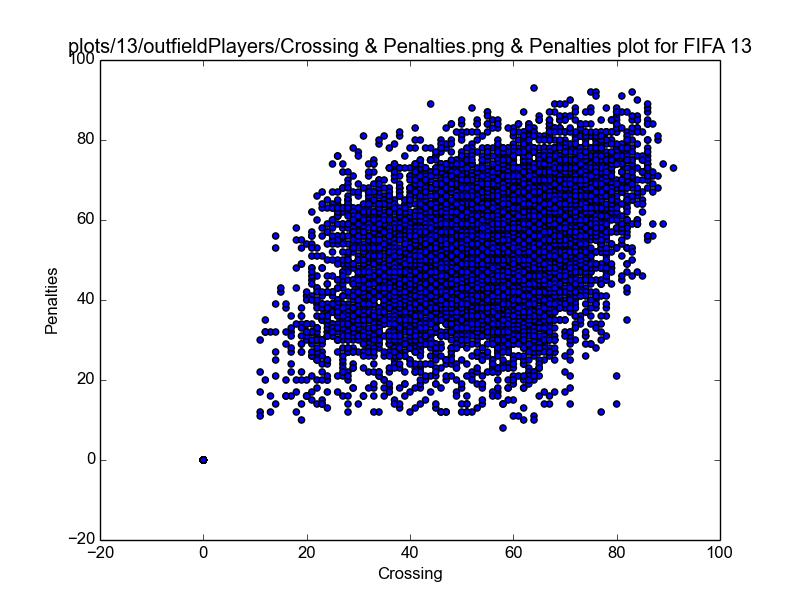 plots/13/outfieldPlayers/Crossing & Penalties.png & Penalties plot for FIFA 13
100
80
60
40
20
0
−20
Penalties
−20 0 20 40 60 80 100
Crossing